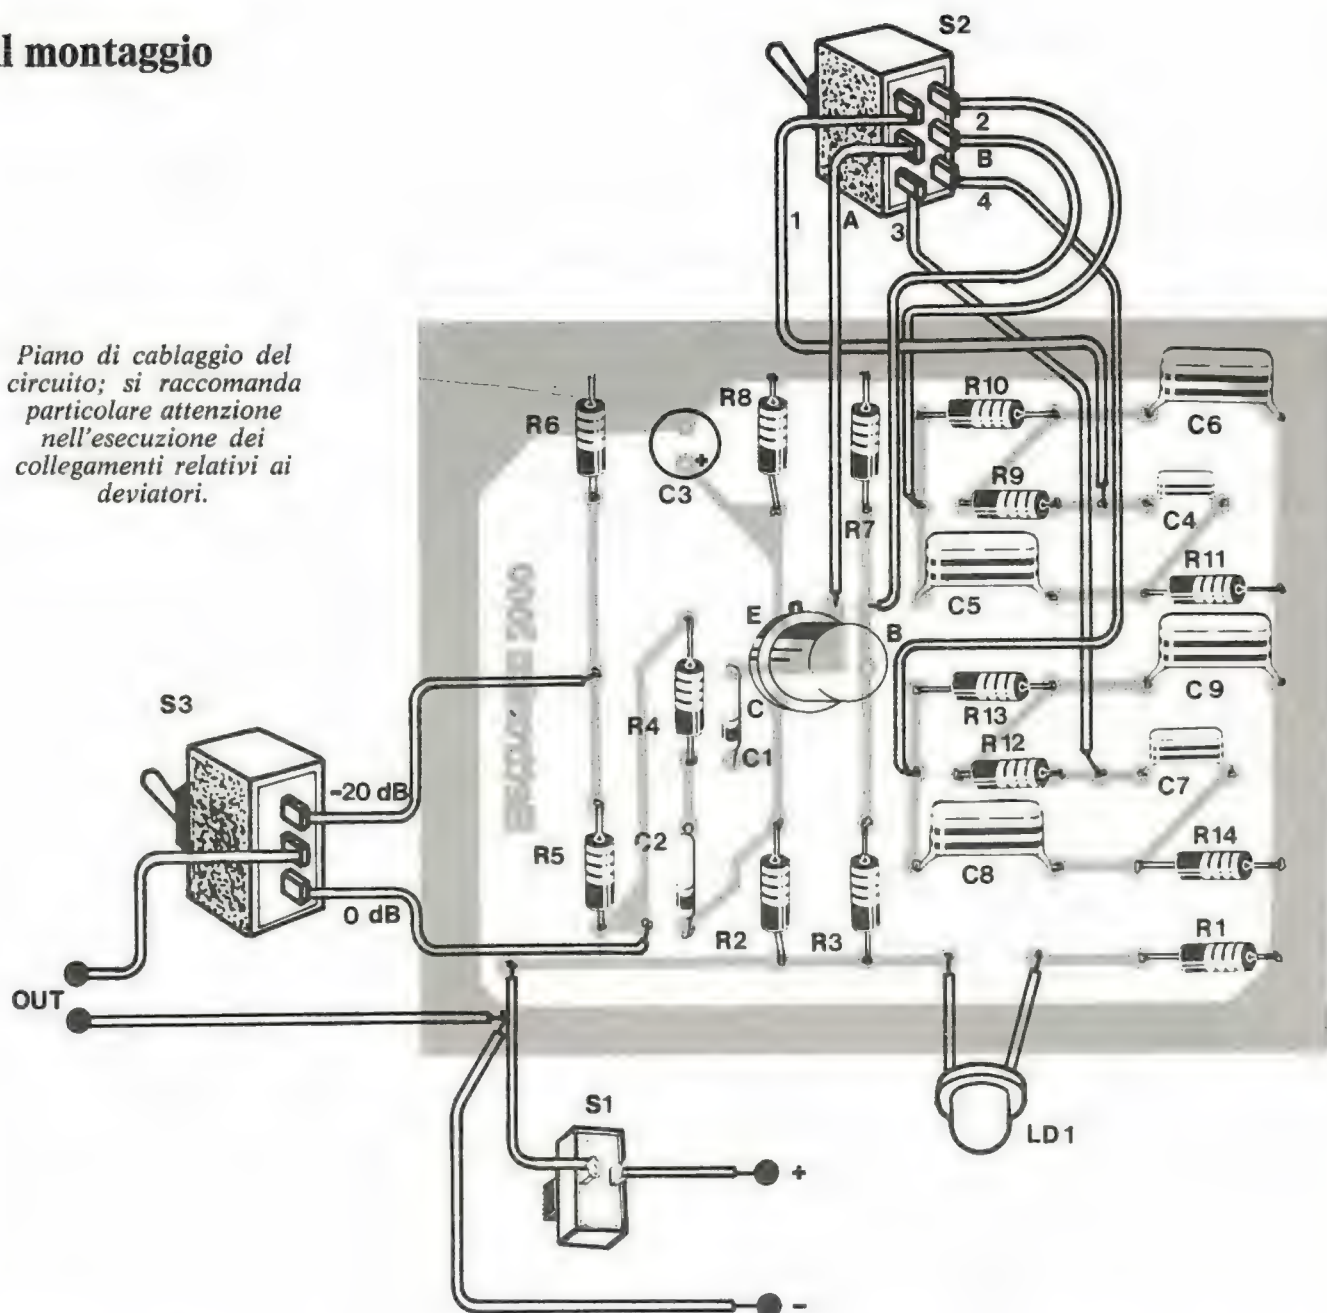 l montaggio
S2
2
B
4
1
A
3
Piano di cablaggio del
circuito; si raccomanda
particolare attenzione
nell'esecuzione dei
collegamenti relativi ai
deviatori.
R6
C3
+
R8
R7
R10
C6
R9
C4
R11
C5
E
B
C
S3
R4
C1
R13
C9
R12
C7
-20 dB
R5
C2
R14
C8
0 dB
R2
R3
R1
OUT
S1
LD1
+
-